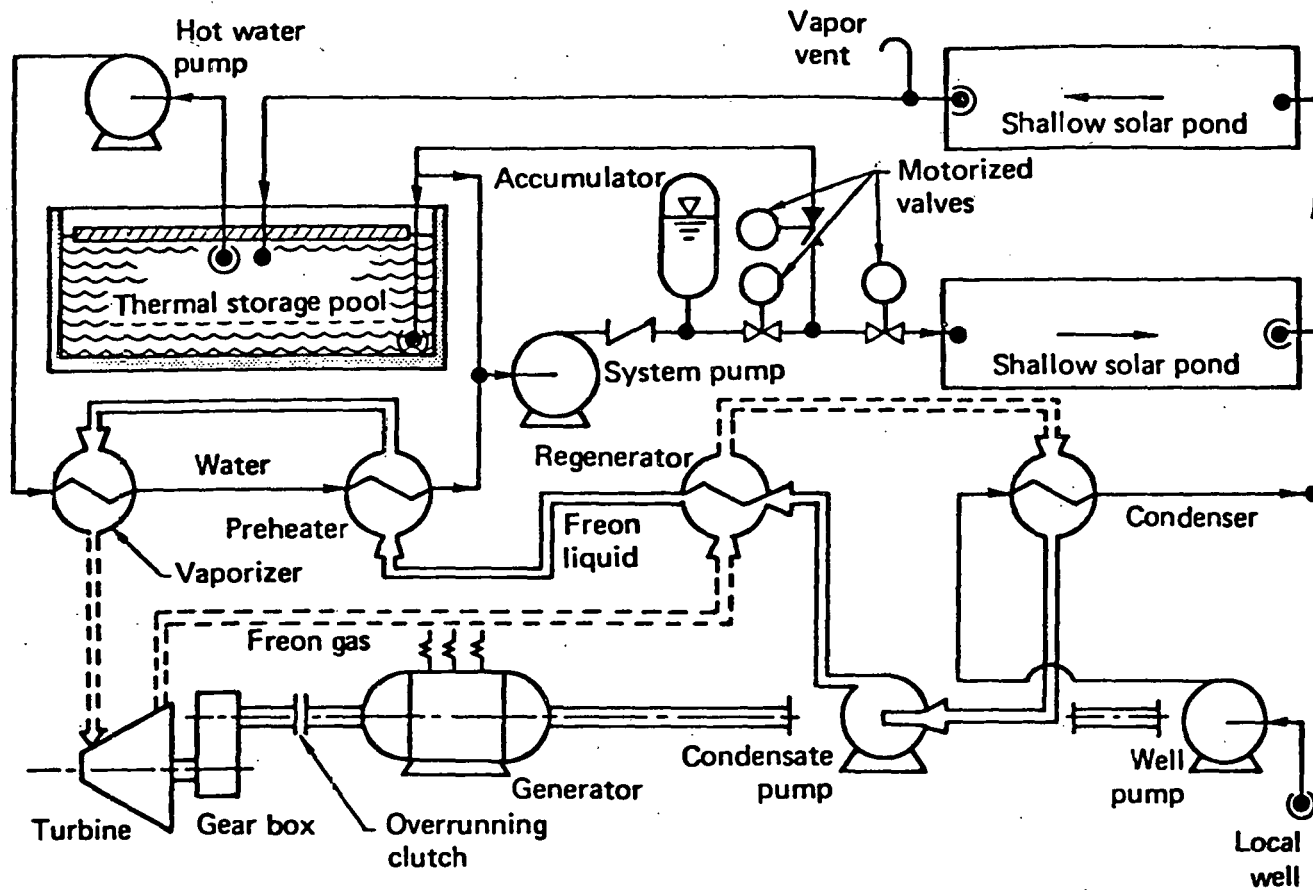 Hot water
pump
Vapor
vent
Shallow solar pond
Accumulator
Motorized
valves
Thermal storage pool
System pump
Shallow solar pond
Water
Regenerator
Preheater
Freon
liquid
Condenser
Vaporizer
Freon gas
Generator
Condensate
pump
Well
pump
Turbine
Gear box
Overrunning
clutch
Local
well